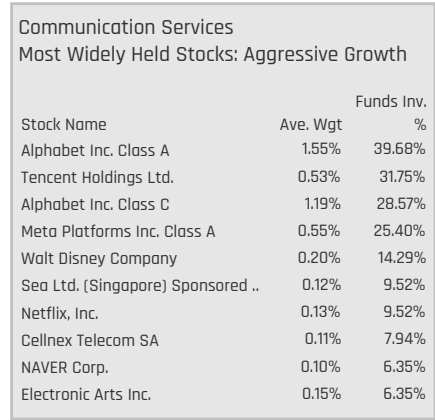 Communication Services
Most Widely Held Stocks: Aggressive Growth
Funds Inv.
Stock Name Ave. Wgt %
Alphabet Inc. Class A 1.55% 39.68%
Tencent Holdings Ltd. 0.53% 31.75%
Alphabet Inc. Class C 1.19% 28.57%
Meta Platforms Inc. Class A 0.55% 25.40%
Walt Disney Company 0.20% 14.29%
Sea Ltd. (Singapore) Sponsored .. 0.12% 9.52%
Netflix, Inc. 0.13% 9.52%
Cellnex Telecom SA 0.11% 7.94%
NAVER Corp. 0.10% 6.35%
Electronic Arts Inc. 0.15% 6.35%